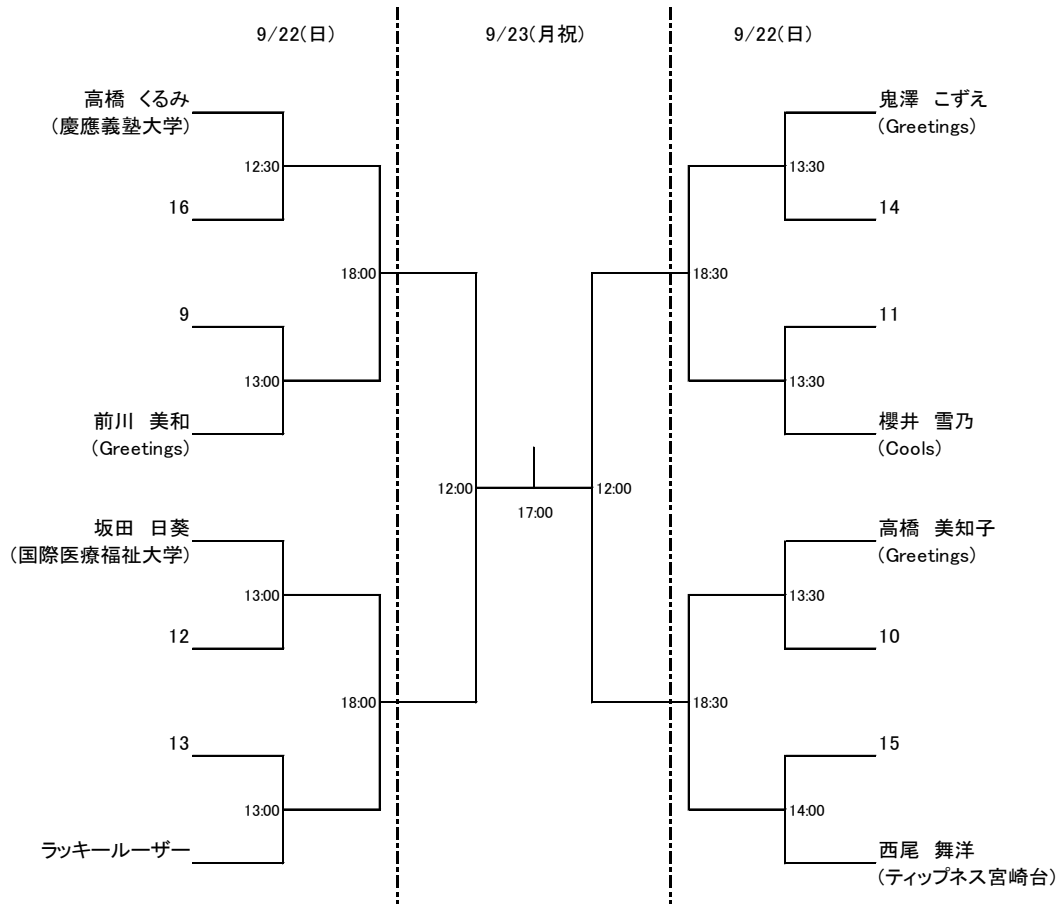 9/22(日)
9/23(月祝)
9/22(日)
高橋 くるみ
(慶應義塾大学)
12:30
16
18:00
9
13:00
前川 美和
(Greetings)
坂田 日葵
(国際医療福祉大学)
13:00
12
18:00
13
13:00
ラッキールーザー
12:00
17:00
12:00
鬼澤 こずえ
(Greetings)
13:30
14
18:30
11
13:30
櫻井 雪乃
(Cools)
高橋 美知子
(Greetings)
13:30
10
18:30
15
14:00
西尾 舞洋
(ティップネス宮崎台)